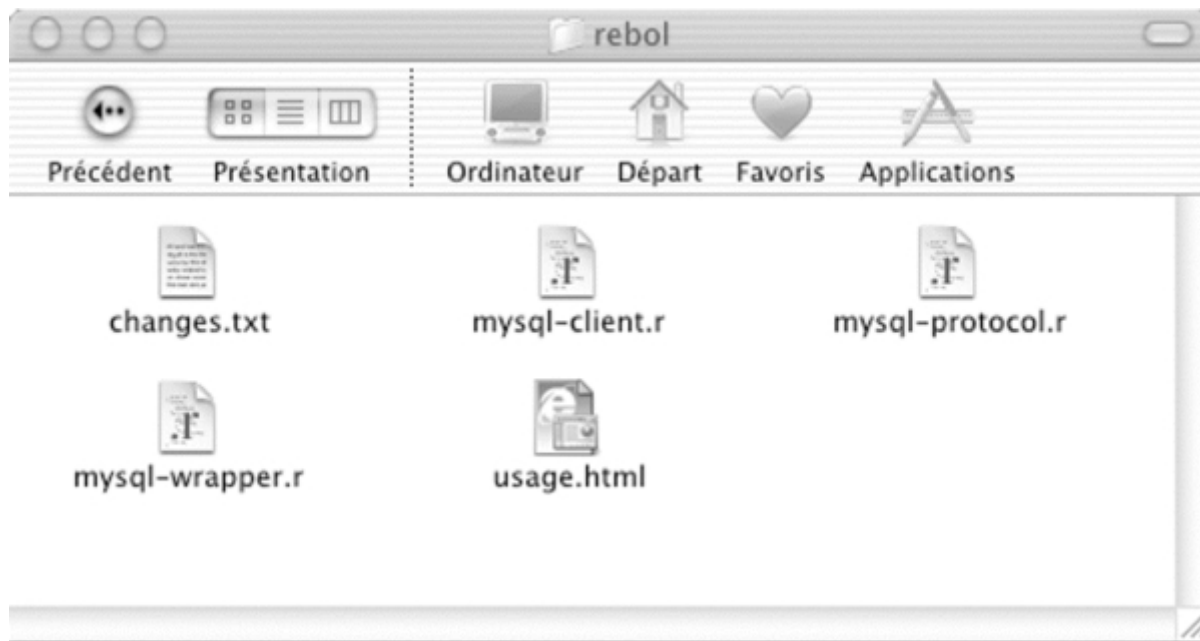 rebol
Précédent Présentation Ordinateur Départ Favoris Applications
changes.txt mysql-client.r mysql-protocol.r
mysql-wrapper.r usage.html